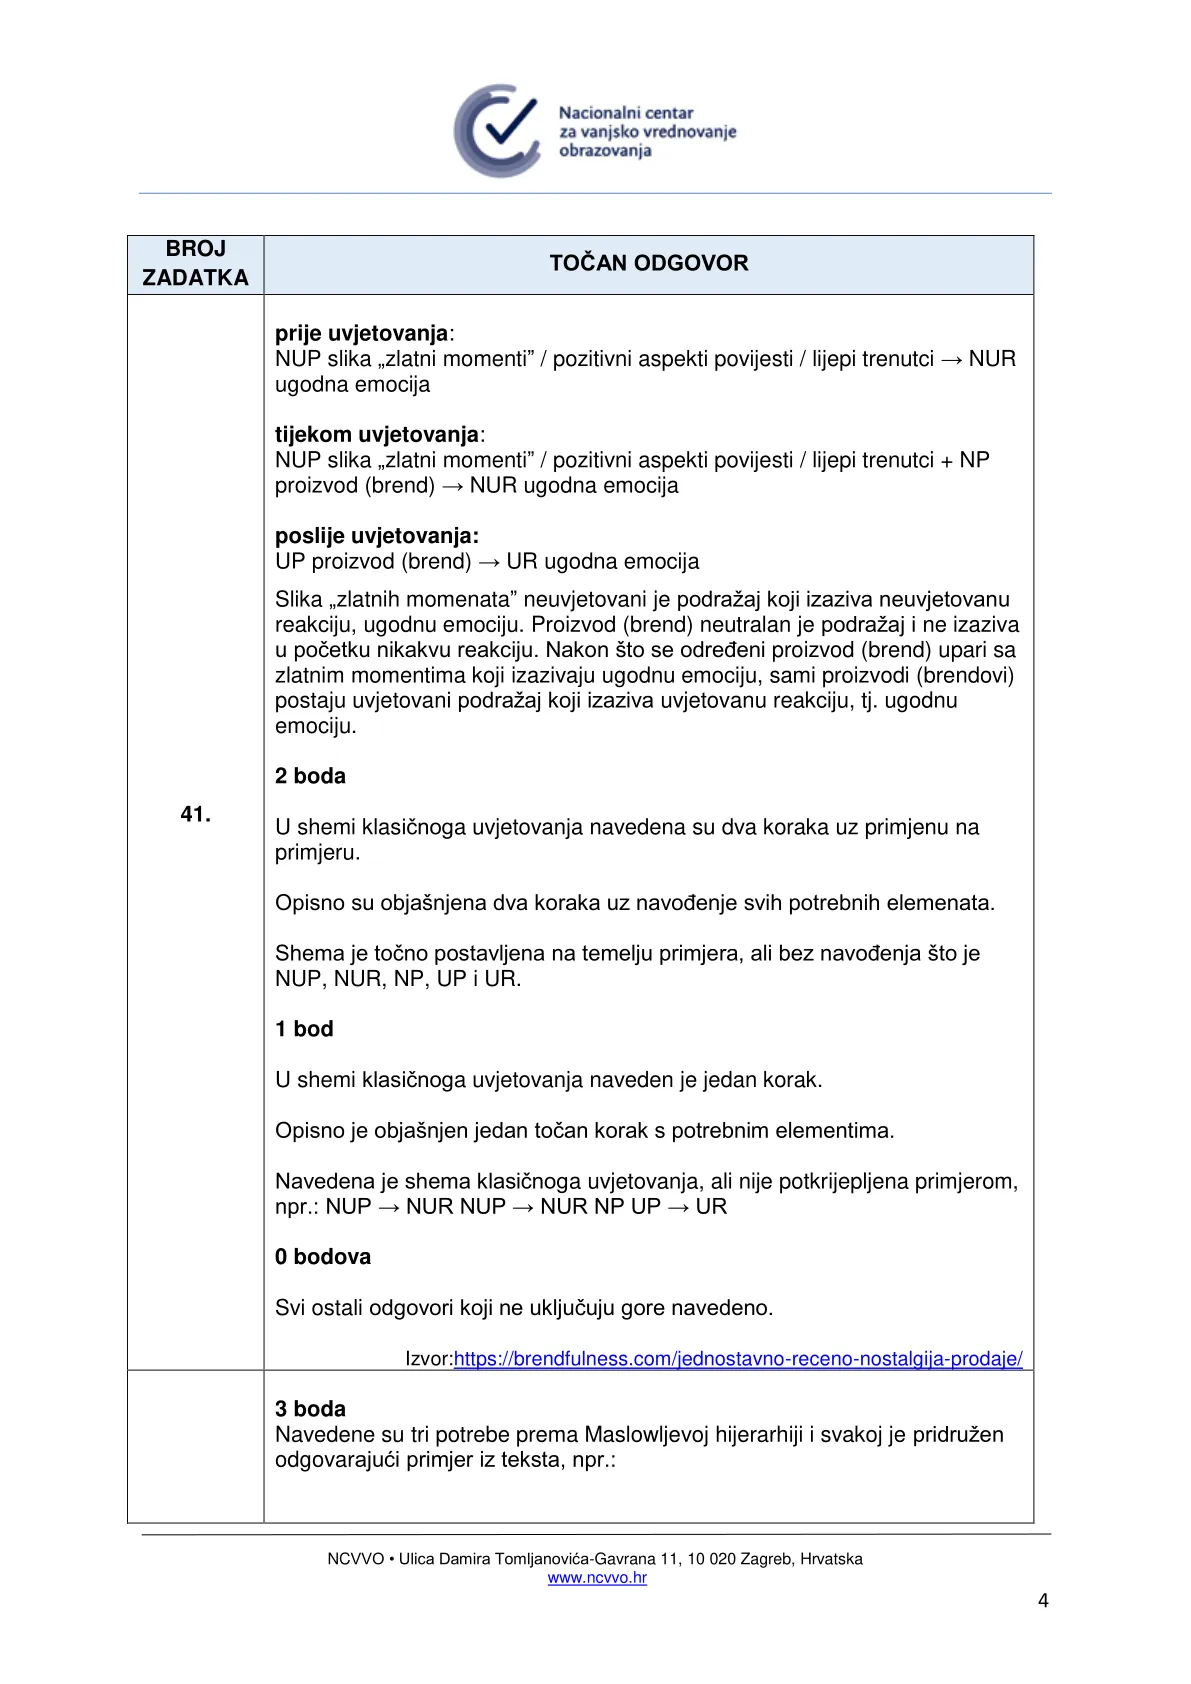 Nacionalni centar
za vanjsko vrednovanje
obrazovanja
BROJ
ZADATKA
TOČAN ODGOVOR
41.
prije uvjetovanja:
NUP slika „zlatni momenti” / pozitivni aspekti povijesti / lijepi trenutci → NUR
ugodna emocija
tijekom uvjetovanja:
NUP slika „zlatni momenti” / pozitivni aspekti povijesti / lijepi trenutci + NP
proizvod (brend) → NUR ugodna emocija
poslije uvjetovanja:
UP proizvod (brend) → UR ugodna emocija
Slika „zlatnih momenata” neuvjetovani je podražaj koji izaziva neuvjetovanu
reakciju, ugodnu emociju. Proizvod (brend) neutralan je podražaj i ne izaziva
u početku nikakvu reakciju. Nakon što se određeni proizvod (brend) upari sa
zlatnim momentima koji izazivaju ugodnu emociju, sami proizvodi (brendovi)
postaju uvjetovani podražaj koji izaziva uvjetovanu reakciju, tj. ugodnu
emociju.
2 boda
U shemi klasičnoga uvjetovanja navedena su dva koraka uz primjenu na
primjeru.
Opisno su objašnjena dva koraka uz navođenje svih potrebnih elemenata.
Shema je točno postavljena na temelju primjera, ali bez navođenja što je
NUP, NUR, NP, UP i UR.
1 bod
U shemi klasičnoga uvjetovanja naveden je jedan korak.
Opisno je objašnjen jedan točan korak s potrebnim elementima.
Navedena je shema klasičnoga uvjetovanja, ali nije potkrijepljena primjerom,
npr.: NUP → NUR NUP → NUR NP UP → UR
0 bodova
Svi ostali odgovori koji ne uključuju gore navedeno.
Izvor:https://brendfulness.com/jednostavno-receno-nostalgija-prodaje/
3 boda
Navedene su tri potrebe prema Maslowljevoj hijerarhiji i svakoj je pridružen
odgovarajući primjer iz teksta, npr.:
NCVVO • Ulica Damira Tomljanovića-Gavrana 11, 10 020 Zagreb, Hrvatska
www.ncvvo.hr
4